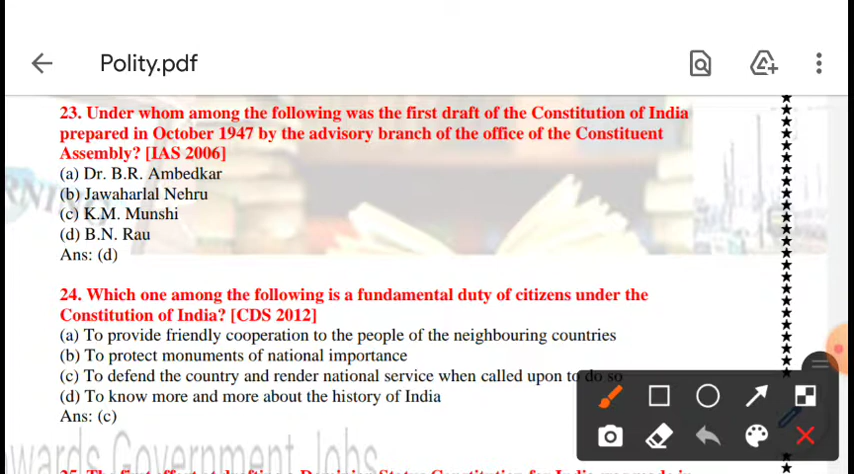 Polity.pdf
23. Under whom among the following was the first draft of the Constitution of India
prepared in October 1947 by the advisory branch of the office of the Constituent
Assembly? [IAS 2006]
(a) Dr. B.R. Ambedkar
(b) Jawaharlal Nehru
(c) K.M. Munshi
(d) B.N. Rau
Ans: (d)
24. Which one among the following is a fundamental duty of citizens under the
Constitution of India? [CDS 2012]
(a) To provide friendly cooperation to the people of the neighbouring countries
(b) To protect monuments of national importance
(c) To defend the country and render national service when called upon to do so
(d) To know more and more about the history of India
Ans: (c)
wards Government Jobs